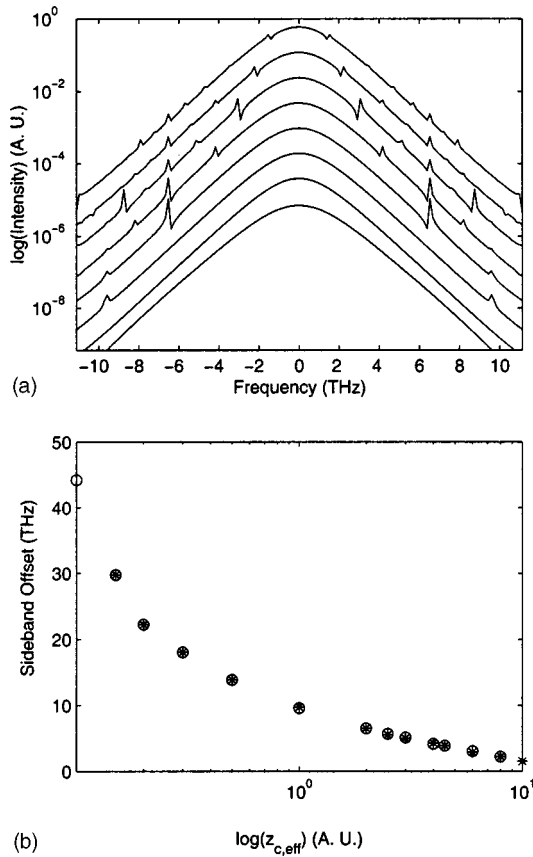 10^0
10^-2
10^-4
10^-6
10^-8
log(Intensity) (A. U.)
-10 -8 -6 -4 -2 0 2 4 6 8 10
Frequency (THz)
(a)
50
40
30
20
10
0
Sideband Offset (THz)
10^0 10^1
log(z_c,eff) (A. U.)
(b)